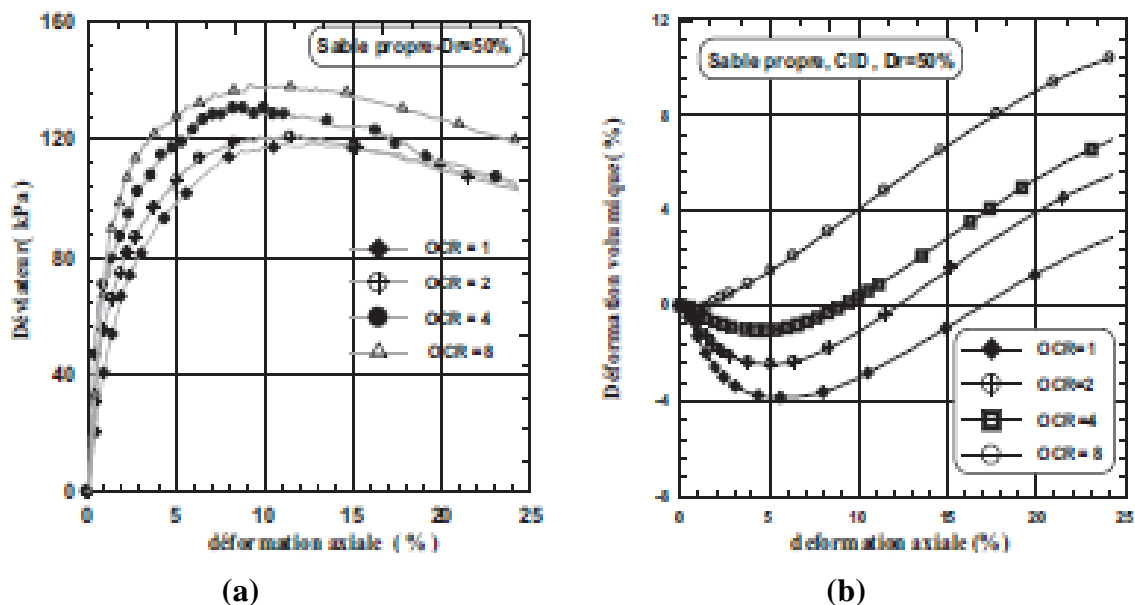 160
120
80
40
0
Déviateur( kPa)
Sable propre-Dr=50%
OCR = 1
OCR = 2
OCR = 4
OCR = 8
0 5 10 15 20 25
déformation axiale ( % )
(a)
12
8
4
0
-4
-8
Déformation volumique( % )
Sable propre, CID , Dr=50%
OCR=1
OCR=2
OCR=4
OCR = 8
0 5 10 15 20 25
deformation axiale (%)
(b)